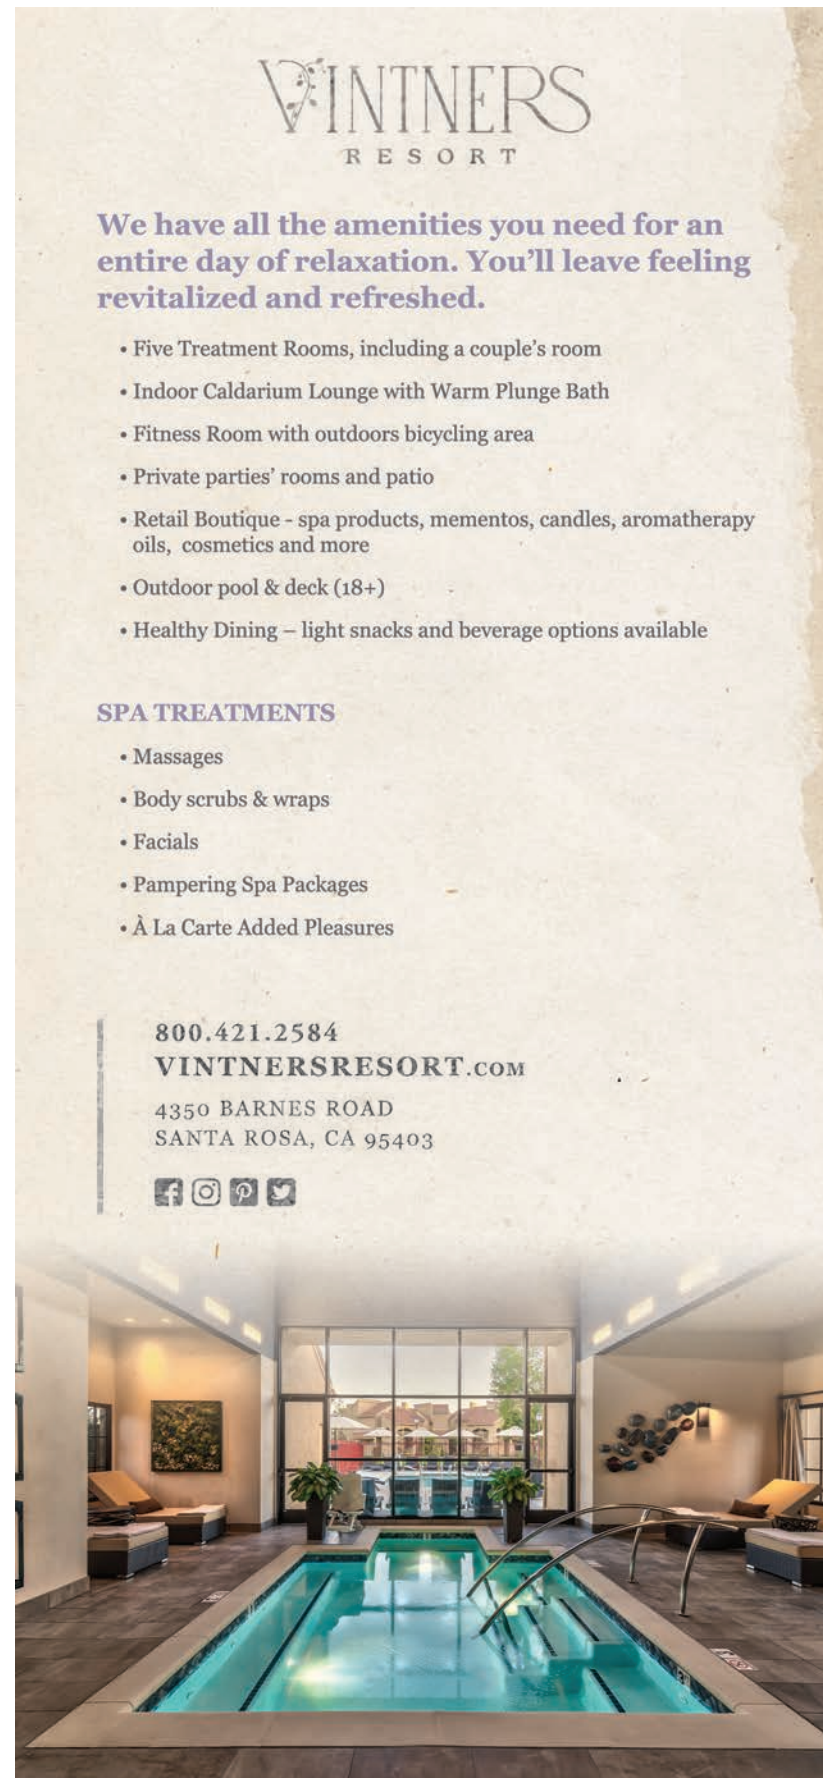 VINTNERS
RESORT
We have all the amenities you need for an
entire day of relaxation. You’ll leave feeling
revitalized and refreshed.
• Five Treatment Rooms, including a couple’s room
• Indoor Caldarium Lounge with Warm Plunge Bath
• Fitness Room with outdoors bicycling area
• Private parties’ rooms and patio
• Retail Boutique - spa products, mementos, candles, aromatherapy
oils, cosmetics and more
• Outdoor pool & deck (18+)
• Healthy Dining – light snacks and beverage options available
SPA TREATMENTS
• Massages
• Body scrubs & wraps
• Facials
• Pampering Spa Packages
• À La Carte Added Pleasures
800.421.2584
VINTNERSRESORT.COM
4350 BARNES ROAD
SANTA ROSA, CA 95403